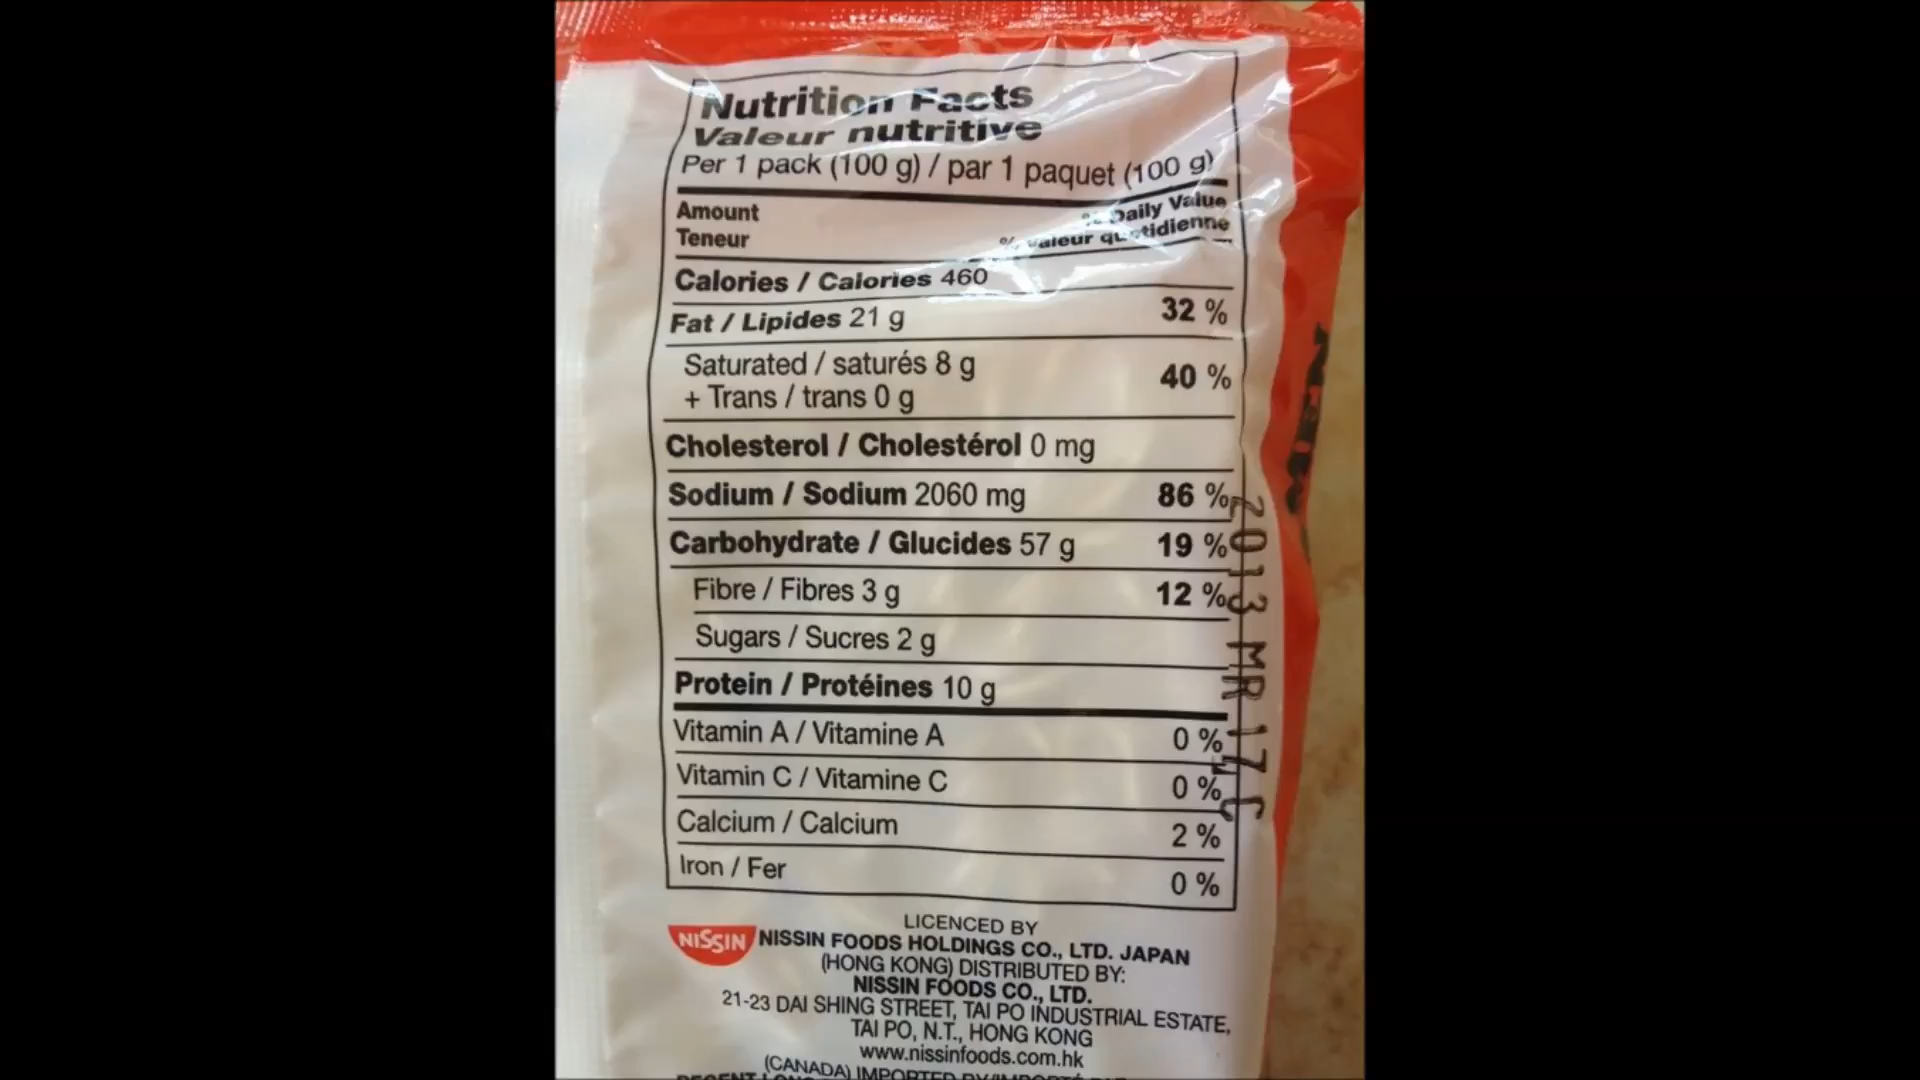 Nutrition Facts
Valeur nutritive
Per 1 pack (100 g) / par 1 paquet (100 g)
Amount
Teneur
% Daily Value
% valeur quotidienne
Calories / Calories 460
Fat / Lipides 21 g 32 %
Saturated / saturés 8 g
+ Trans / trans 0 g 40 %
Cholesterol / Cholestérol 0 mg
Sodium / Sodium 2060 mg 86 %
Carbohydrate / Glucides 57 g 19 %
Fibre / Fibres 3 g 12 %
Sugars / Sucres 2 g
Protein / Protéines 10 g
Vitamin A / Vitamine A 0 %
Vitamin C / Vitamine C 0 %
Calcium / Calcium 2 %
Iron / Fer 0 %
2013 MR 17
LICENCED BY
NISSIN
NISSIN FOODS HOLDINGS CO., LTD. JAPAN
(HONG KONG) DISTRIBUTED BY:
NISSIN FOODS CO., LTD.
21-23 DAI SHING STREET, TAI PO INDUSTRIAL ESTATE,
TAI PO, N.T., HONG KONG
www.nissinfoods.com.hk
(CANADA) IMPORTED